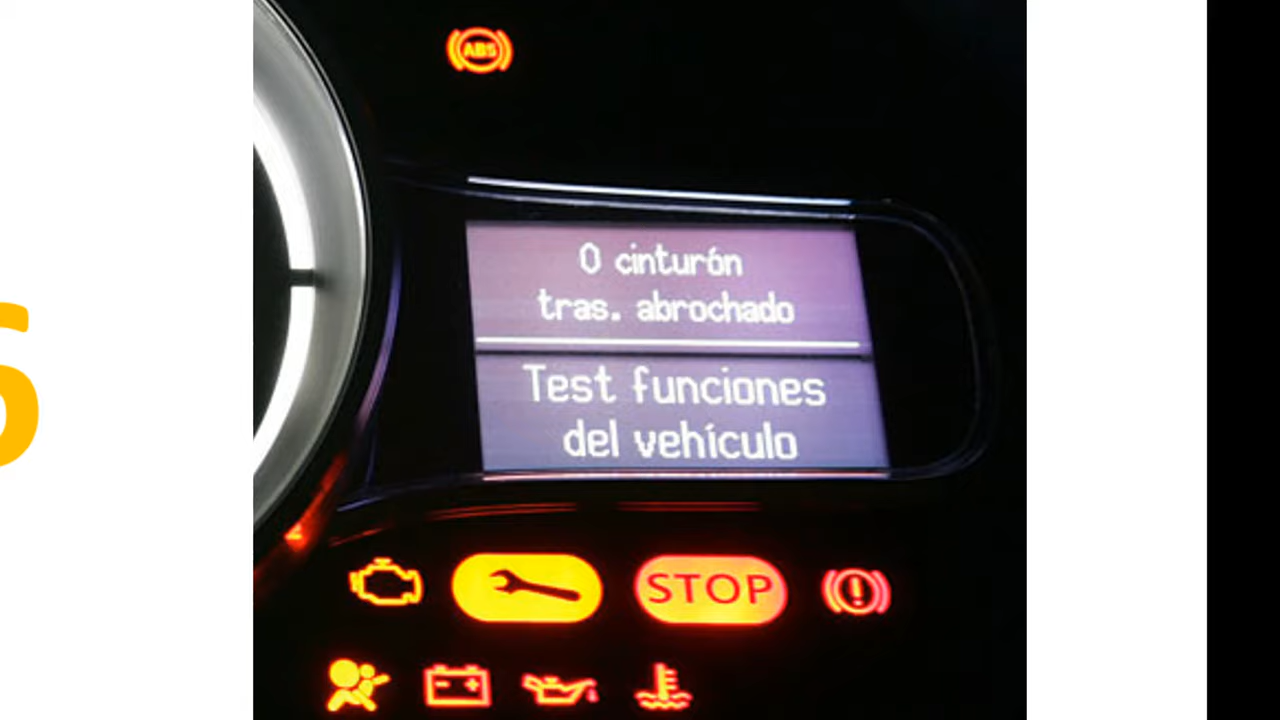 ABS
0 cinturón
tras. abrochado
Test funciones
del vehículo
STOP